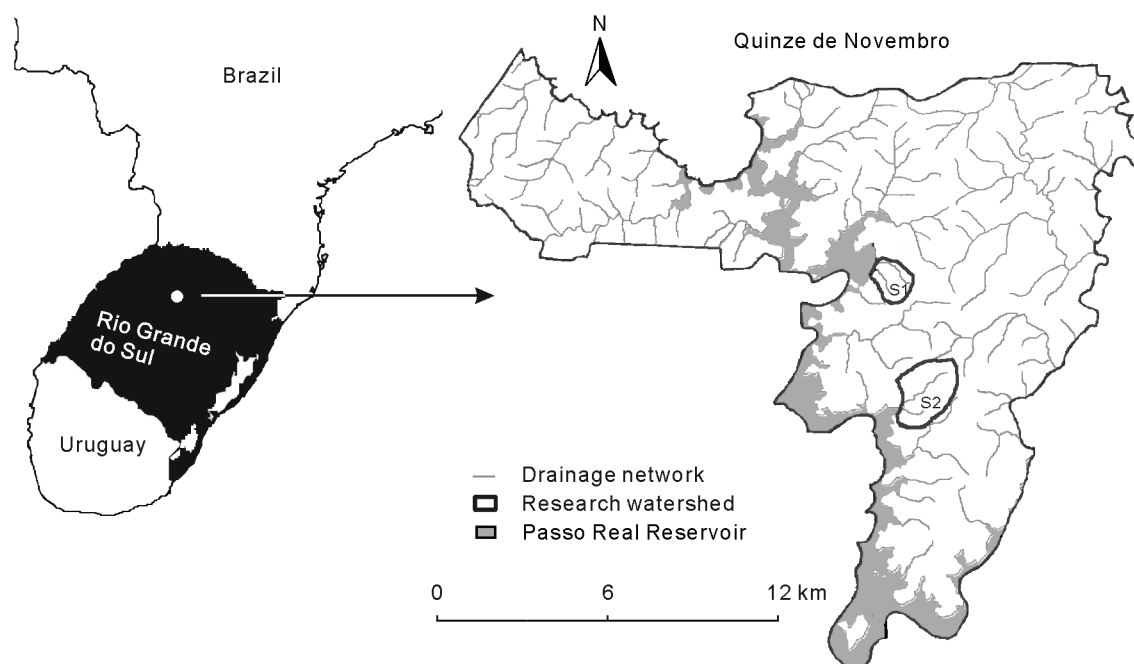 N
Quinze de Novembro
Brazil
S1
Rio Grande
do Sul
S2
Uruguay
Drainage network
Research watershed
Passo Real Reservoir
0 6 12 km